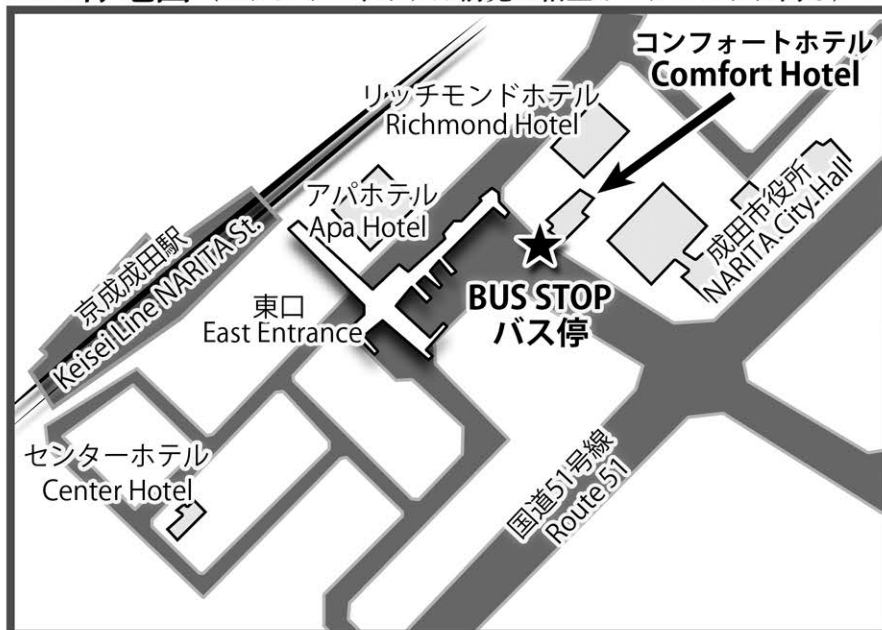 コンフォートホテル
Comfort Hotel
リッチモンドホテル
Richmond Hotel
アパホテル
Apa Hotel
成田市役所
NARITA City-Hall
京成成田駅
Keisei Line NARITA St.
東口
East Entrance
BUS STOP
バス停
センターホテル
Center Hotel
国道51号線
Route 51